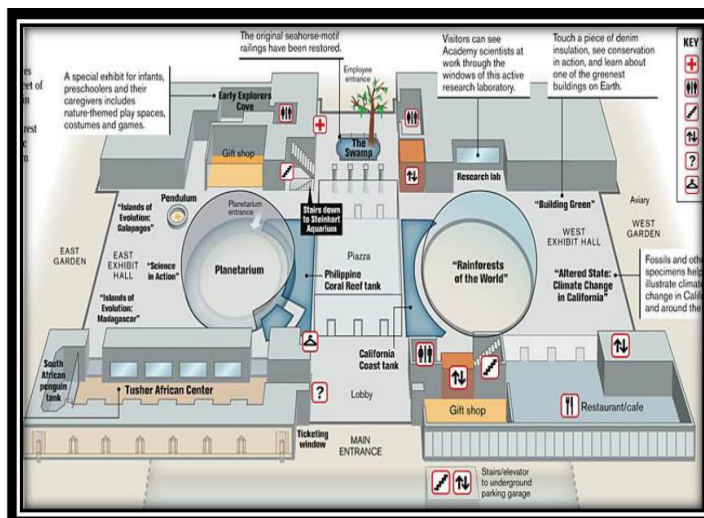 es
et of
in
rest
c
n
A special exhibit for infants,
preschoolers and their
caregivers includes
nature-themed play spaces,
costumes and games.
The original seahorse-motif
railings have been restored.
Visitors can see
Academy scientists at
work through the
windows of this active
research laboratory.
Touch a piece of denim
insulation, see conservation
in action, and learn about
one of the greenest
buildings on Earth.
KEY
Employee
entrance
Early Explorers
Cove
Gift shop
The
Swamp
Research lab
Pendulum
"Islands of
Evolution:
Galapagos"
Planetarium
entrance
Stairs down
to Steinhart
Aquarium
"Building Green"
Aviary
EAST
GARDEN
EAST
EXHIBIT
HALL
"Science
in Action"
Planetarium
Philippine
Coral Reef tank
Piazza
"Rainforests
of the World"
WEST
EXHIBIT HALL
WEST
GARDEN
"Altered State:
Climate Change
in California"
Fossils and oth
specimens help
illustrate climate
change in Calif
and around the
"Islands of
Evolution:
Madagascar"
South
African
penguin
tank
Tusher African Center
California
Coast tank
?
Lobby
Gift shop
Restaurant/cafe
Ticketing
window
MAIN
ENTRANCE
Stairs/elevator
to underground
parking garage
?